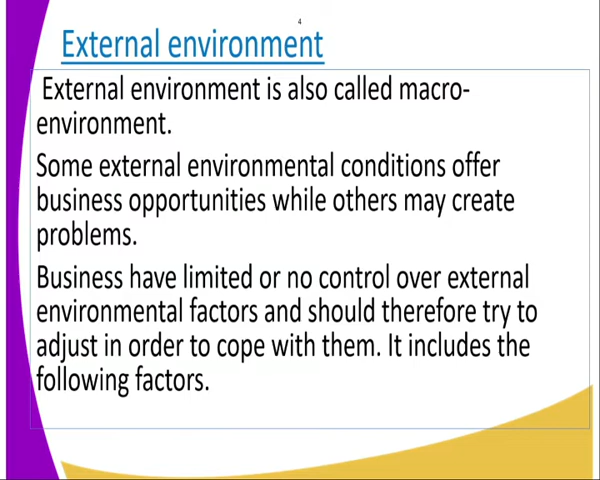 4
External environment
External environment is also called macro-
environment.
Some external environmental conditions offer
business opportunities while others may create
problems.
Business have limited or no control over external
environmental factors and should therefore try to
adjust in order to cope with them. It includes the
following factors.